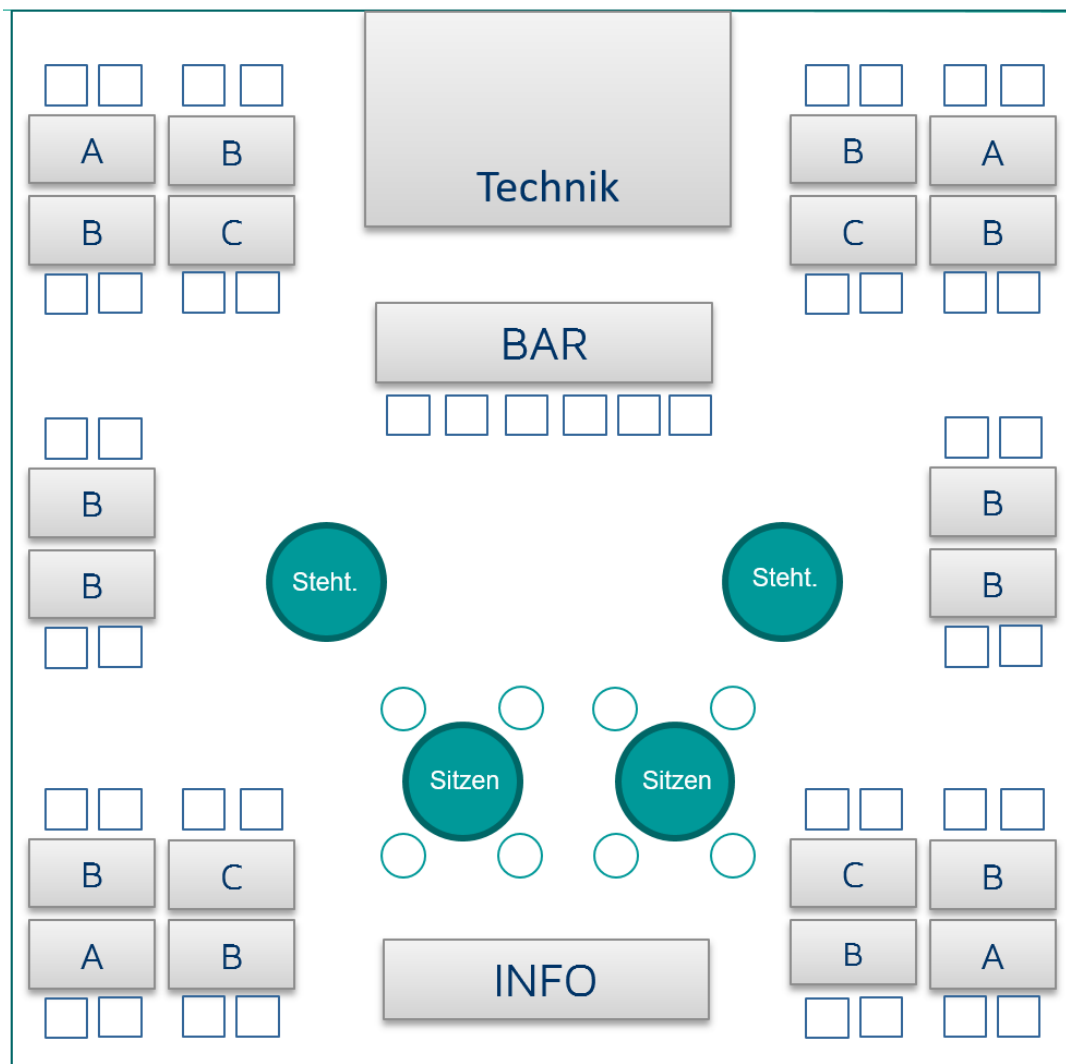 A B B A
Technik
B C C B
BAR
B B
Steht. Steht.
B B
Sitzen Sitzen
B C C B
A B B A
INFO